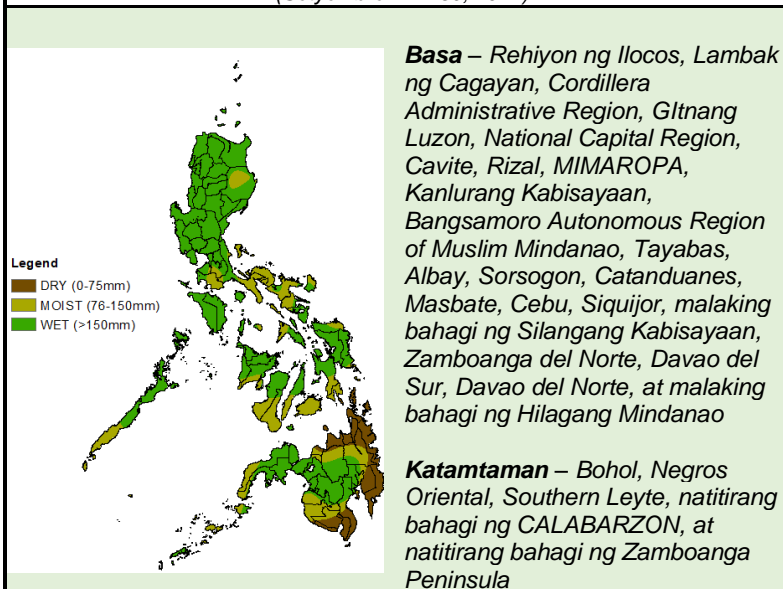 Basa – Rehiyon ng Ilocos, Lambak
ng Cagayan, Cordillera
Administrative Region, GItnang
Luzon, National Capital Region,
Cavite, Rizal, MIMAROPA,
Kanlurang Kabisayaan,
Bangsamoro Autonomous Region
of Muslim Mindanao, Tayabas,
Albay, Sorsogon, Catanduanes,
Masbate, Cebu, Siquijor, malaking
bahagi ng Silangang Kabisayaan,
Zamboanga del Norte, Davao del
Sur, Davao del Norte, at malaking
bahagi ng Hilagang Mindanao
Katamtaman – Bohol, Negros
Oriental, Southern Leyte, natitirang
bahagi ng CALABARZON, at
natitirang bahagi ng Zamboanga
Peninsula
Legend
DRY (0-75mm)
MOIST (76-150mm)
WET (>150mm)